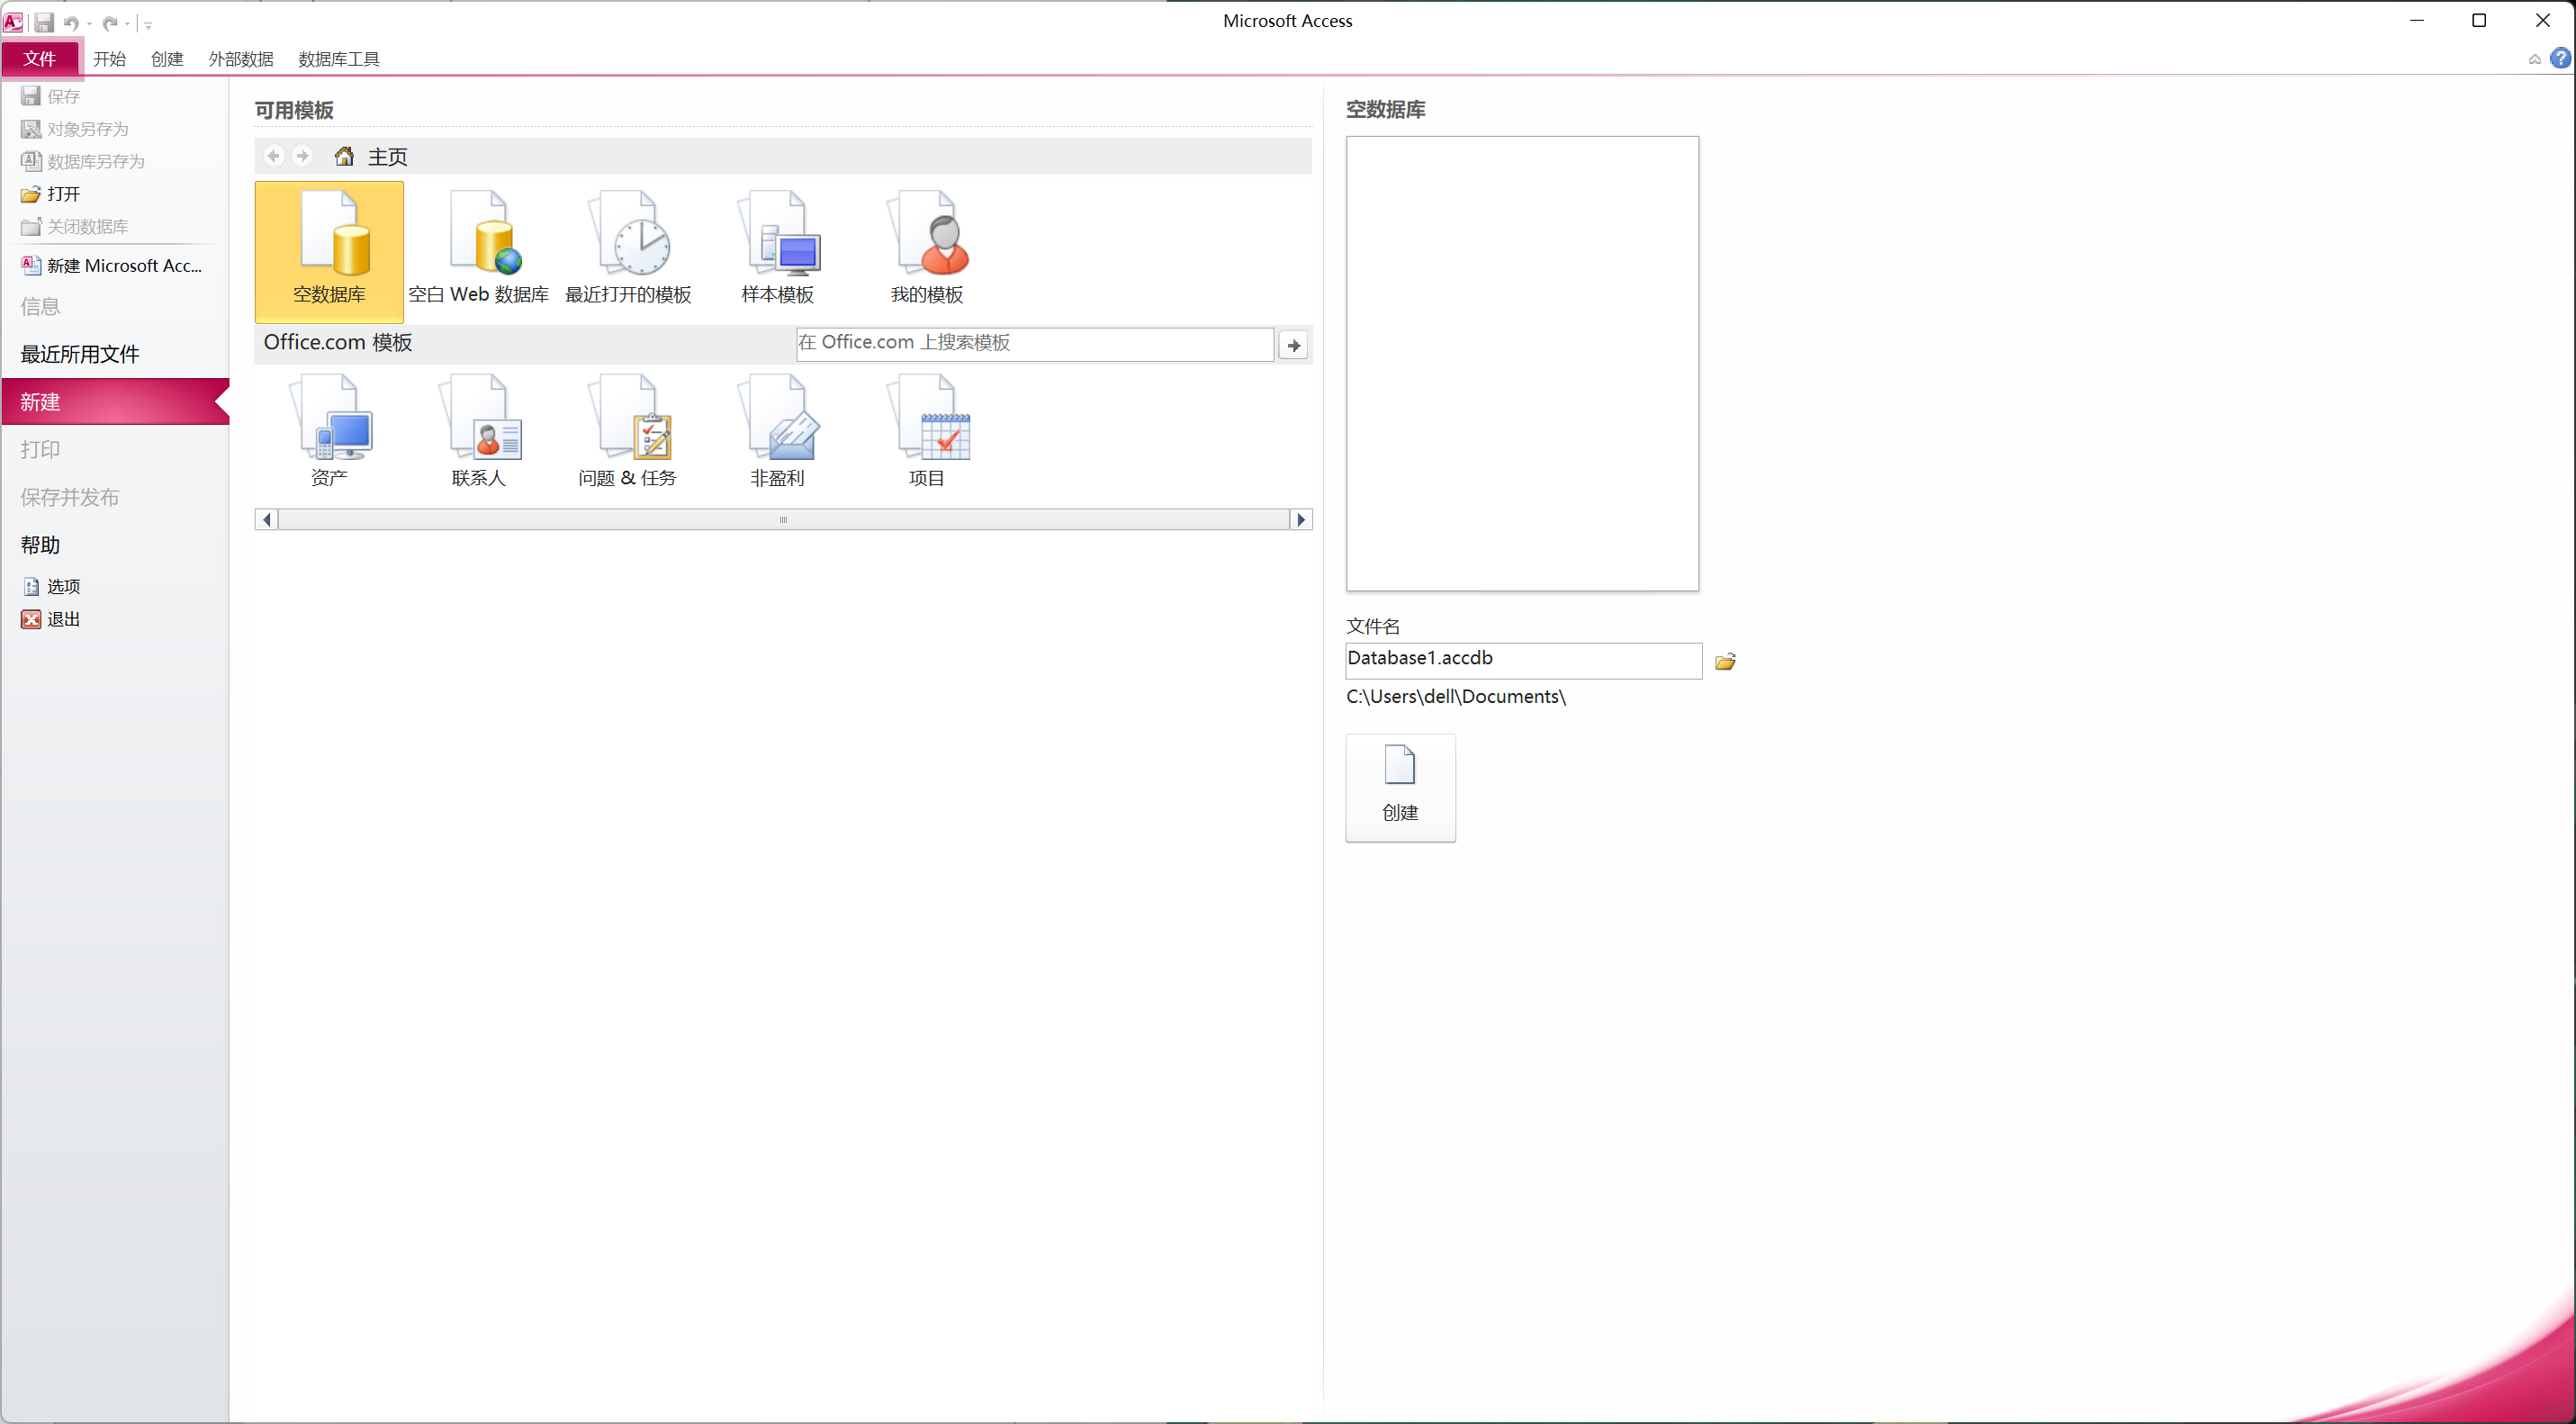 Microsoft Access
文件 开始 创建 外部数据 数据库工具
保存
对象另存为
数据库另存为
打开
关闭数据库
新建 Microsoft Acc...
信息
最近所用文件
新建
打印
保存并发布
帮助
选项
退出
可用模板
主页
空数据库 空白 Web 数据库 最近打开的模板 样本模板 我的模板
Office.com 模板 在 Office.com 上搜索模板
资产 联系人 问题 & 任务 非盈利 项目
空数据库
文件名
Database1.accdb
C:\Users\dell\Documents\
创建